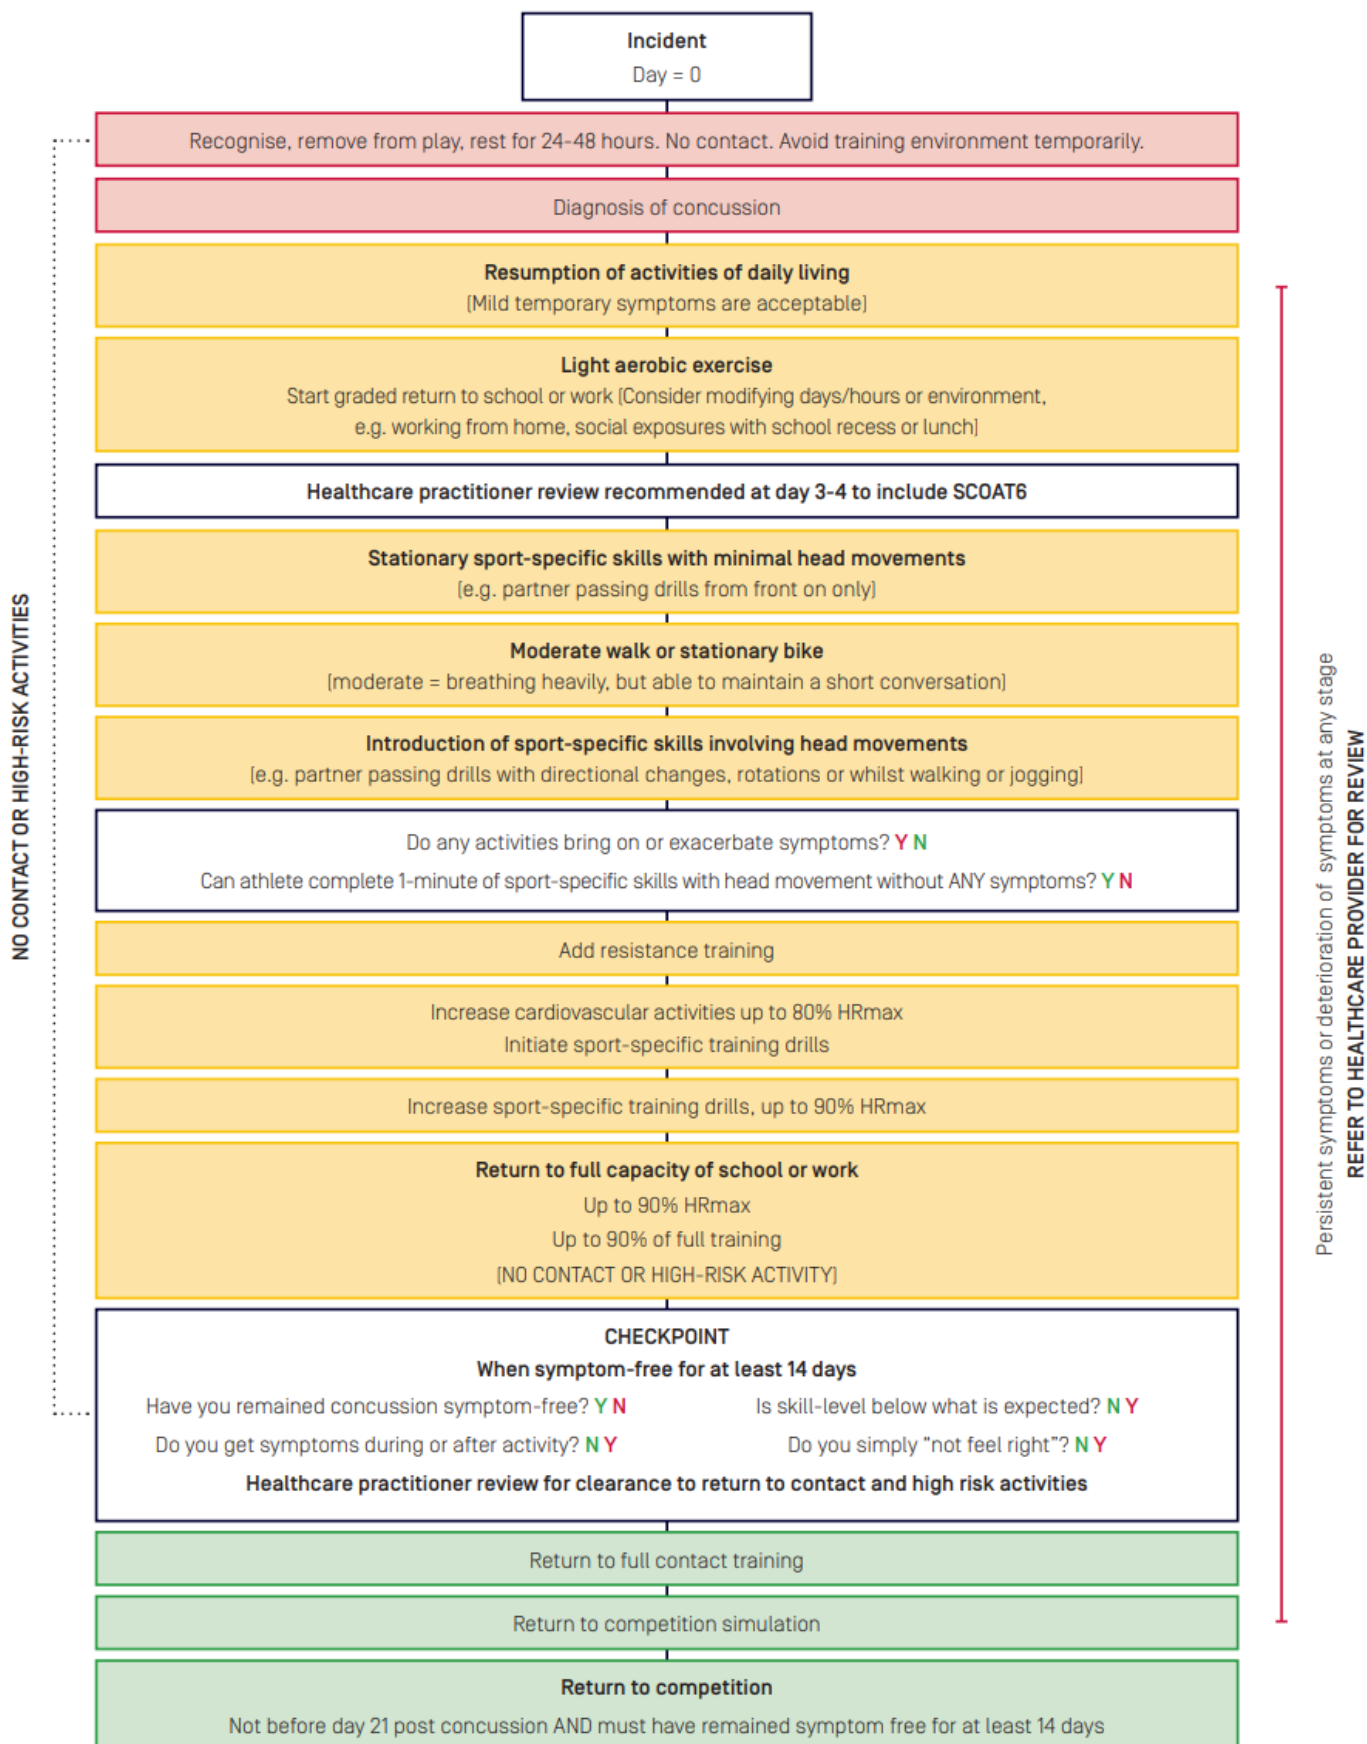 Incident
Day = 0
Recognise, remove from play, rest for 24-48 hours. No contact. Avoid training environment temporarily.
Diagnosis of concussion
Resumption of activities of daily living
(Mild temporary symptoms are acceptable)
Light aerobic exercise
Start graded return to school or work (Consider modifying days/hours or environment,
e.g. working from home, social exposures with school recess or lunch)
Healthcare practitioner review recommended at day 3-4 to include SCOAT6
Stationary sport-specific skills with minimal head movements
(e.g. partner passing drills from front on only)
Moderate walk or stationary bike
(moderate = breathing heavily, but able to maintain a short conversation)
Introduction of sport-specific skills involving head movements
(e.g. partner passing drills with directional changes, rotations or whilst walking or jogging)
Do any activities bring on or exacerbate symptoms? Y N
Can athlete complete 1-minute of sport-specific skills with head movement without ANY symptoms? Y N
Add resistance training
Increase cardiovascular activities up to 80% HRmax
Initiate sport-specific training drills
Increase sport-specific training drills, up to 90% HRmax
Return to full capacity of school or work
Up to 90% HRmax
Up to 90% of full training
(NO CONTACT OR HIGH-RISK ACTIVITY)
CHECKPOINT
When symptom-free for at least 14 days
Have you remained concussion symptom-free? Y N
Is skill-level below what is expected? N Y
Do you get symptoms during or after activity? N Y
Do you simply "not feel right"? N Y
Healthcare practitioner review for clearance to return to contact and high risk activities
Return to full contact training
Return to competition simulation
Return to competition
Not before day 21 post concussion AND must have remained symptom free for at least 14 days
NO CONTACT OR HIGH-RISK ACTIVITIES
Persistent symptoms or deterioration of symptoms at any stage
REFER TO HEALTHCARE PROVIDER FOR REVIEW